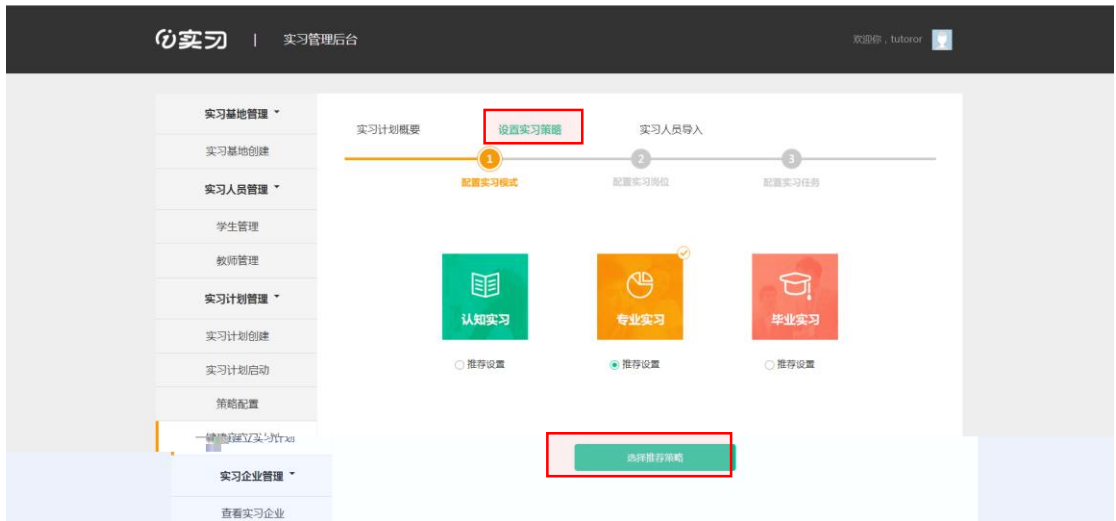 实习 | 实习管理后台
欢迎你，tutoror
实习基地管理
实习基地创建
实习人员管理
学生管理
教师管理
实习计划管理
实习计划创建
实习计划启动
策略配置
实习企业管理
查看实习企业
实习计划概要
设置实习策略
实习人员导入
1
2
3
配置实习模式
配置实习岗位
配置实习任务
认知实习
专业实习
毕业实习
推荐设置
推荐设置
推荐设置
选择推荐策略